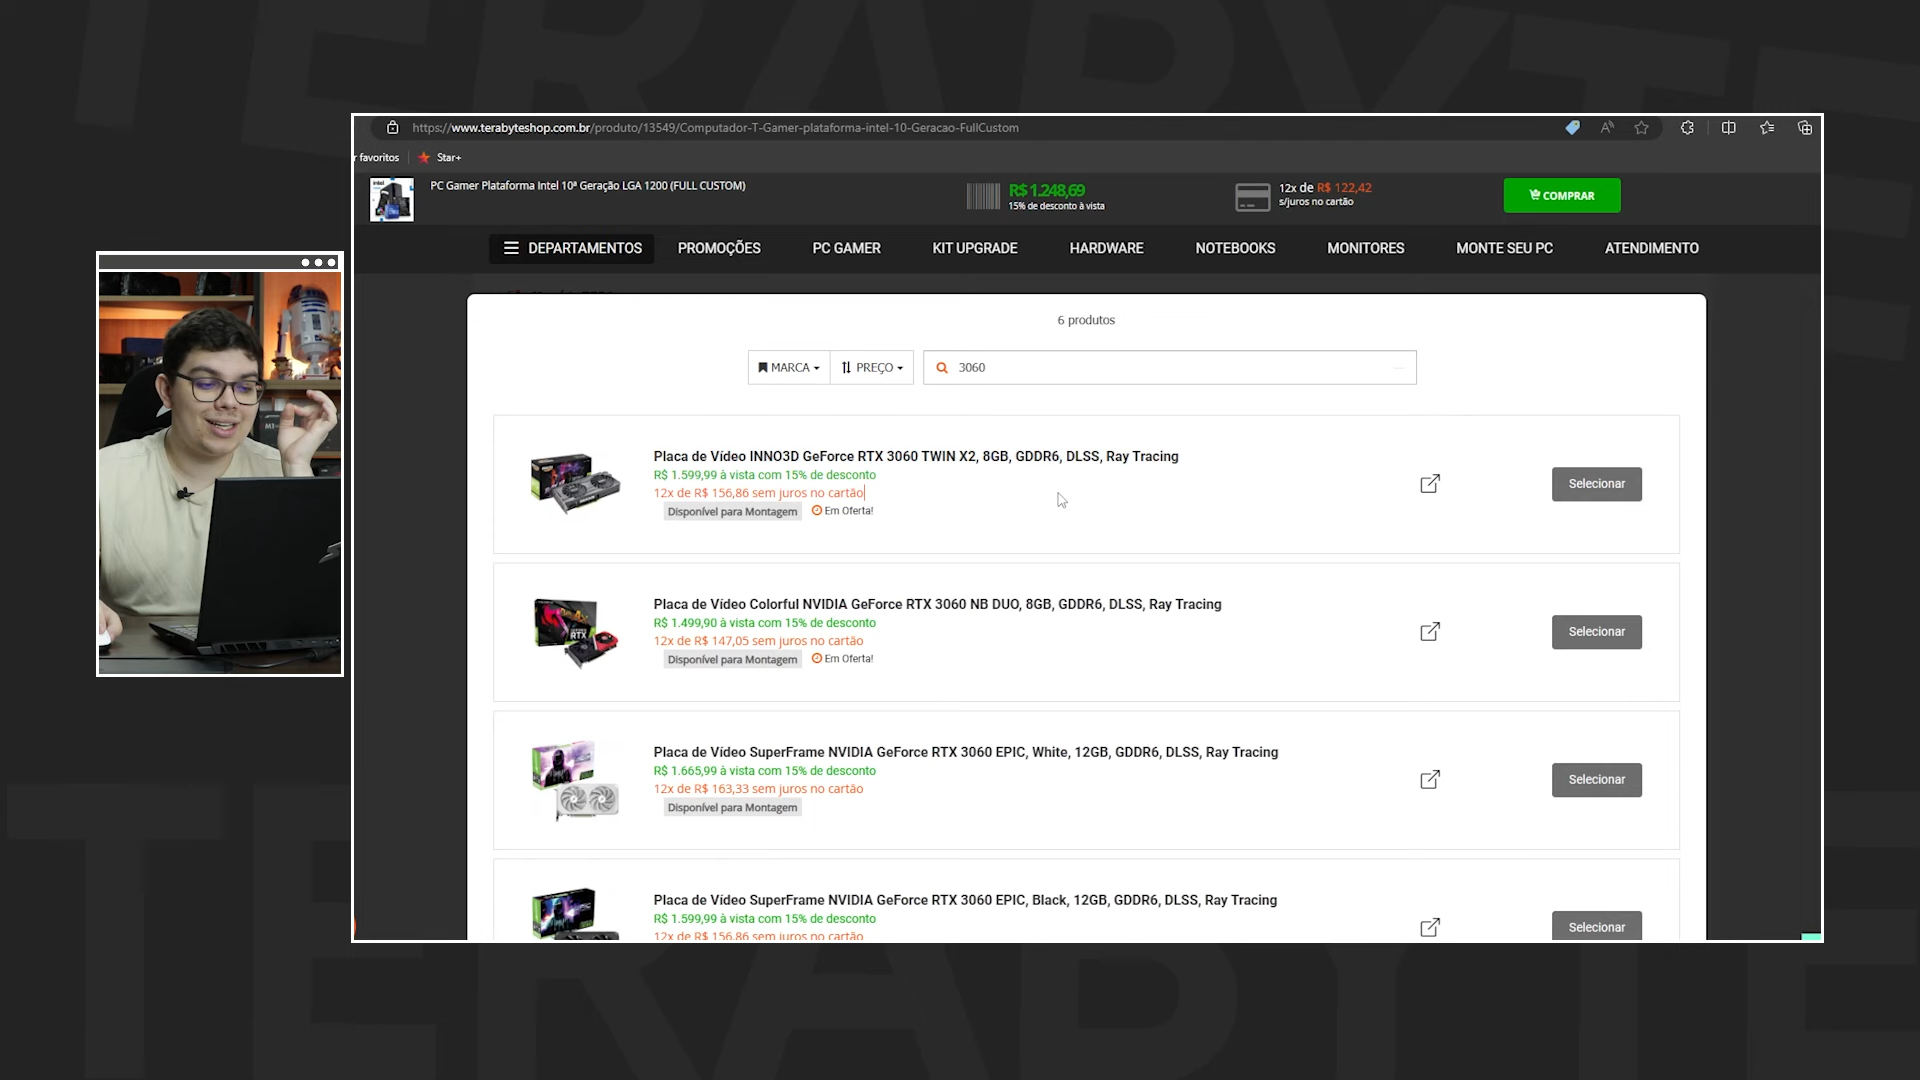 https://www.terabyteshop.com.br/produto/13549/Computador-T-Gamer-plataforma-intel-10-Geracao-FullCustom
r favoritos
Star+
PC Gamer Plataforma Intel 10ª Geração LGA 1200 (FULL CUSTOM)
R$ 1.248,69
15% de desconto à vista
12x de R$ 122,42
s/juros no cartão
COMPRAR
DEPARTAMENTOS PROMOÇÕES PC GAMER KIT UPGRADE HARDWARE NOTEBOOKS MONITORES MONTE SEU PC ATENDIMENTO
6 produtos
MARCA PREÇO 3060
Placa de Vídeo INNO3D GeForce RTX 3060 TWIN X2, 8GB, GDDR6, DLSS, Ray Tracing
R$ 1.599,99 à vista com 15% de desconto
12x de R$ 156,86 sem juros no cartão
Disponível para Montagem Em Oferta!
Selecionar
Placa de Vídeo Colorful NVIDIA GeForce RTX 3060 NB DUO, 8GB, GDDR6, DLSS, Ray Tracing
R$ 1.499,90 à vista com 15% de desconto
12x de R$ 147,05 sem juros no cartão
Disponível para Montagem Em Oferta!
Selecionar
Placa de Vídeo SuperFrame NVIDIA GeForce RTX 3060 EPIC, White, 12GB, GDDR6, DLSS, Ray Tracing
R$ 1.665,99 à vista com 15% de desconto
12x de R$ 163,33 sem juros no cartão
Disponível para Montagem
Selecionar
Placa de Vídeo SuperFrame NVIDIA GeForce RTX 3060 EPIC, Black, 12GB, GDDR6, DLSS, Ray Tracing
R$ 1.599,99 à vista com 15% de desconto
12x de R$ 156,86 sem juros no cartão
Selecionar
TERABYTE
TERABYTE